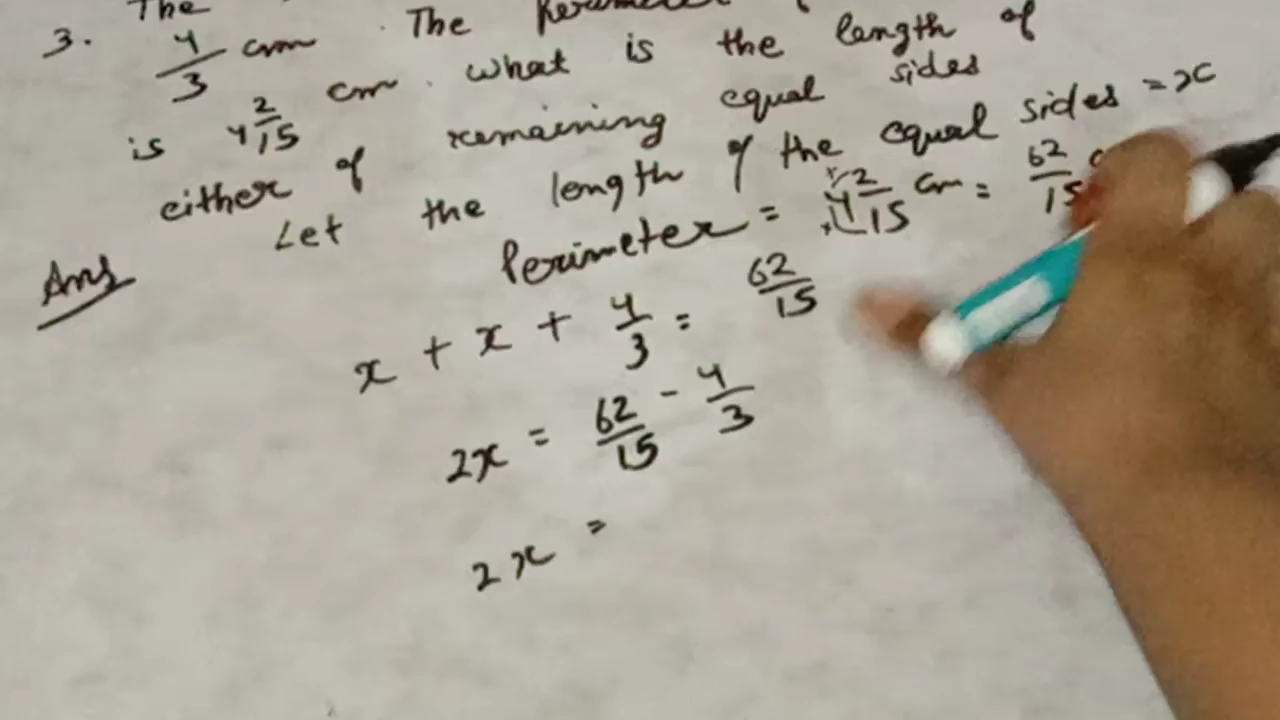 3. The
4/3 cm. The Perimeter
is 4 2/15 cm. what is the length of
either of remaining equal sides
Ans Let the length of the equal sides = x
Perimeter = 4 2/15 cm = 62/15
x + x + 4/3 = 62/15
2x = 62/15 - 4/3
2x =